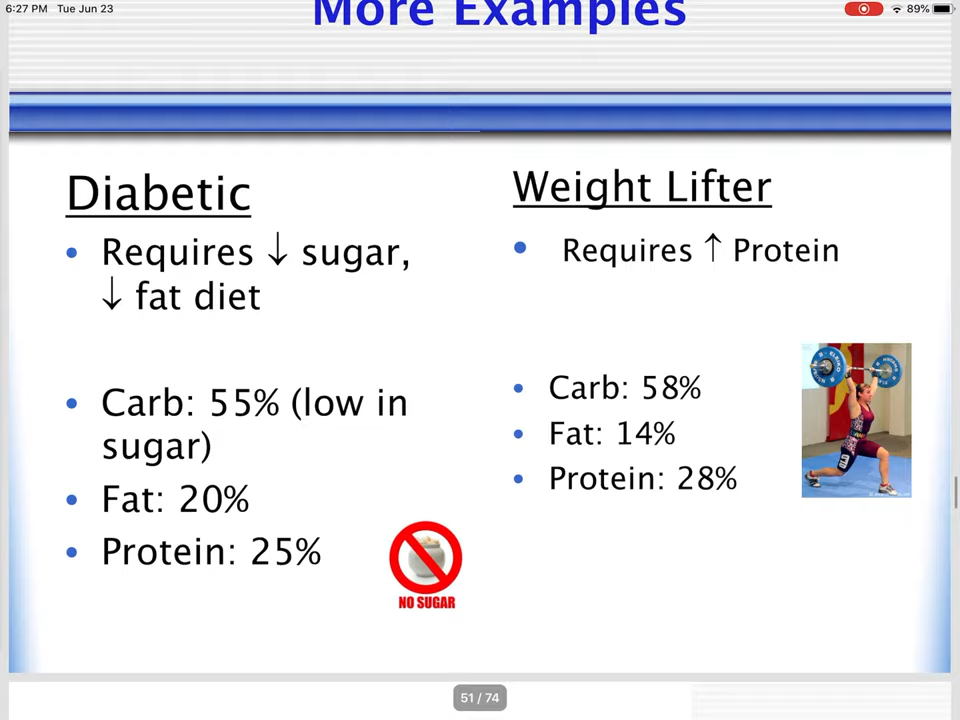 6:27 PM Tue Jun 23
89%
More Examples
Diabetic
• Requires ↓ sugar,
↓ fat diet
• Carb: 55% (low in
sugar)
• Fat: 20%
• Protein: 25%
NO SUGAR
Weight Lifter
• Requires ↑ Protein
• Carb: 58%
• Fat: 14%
• Protein: 28%
ELEIKO
51 / 74